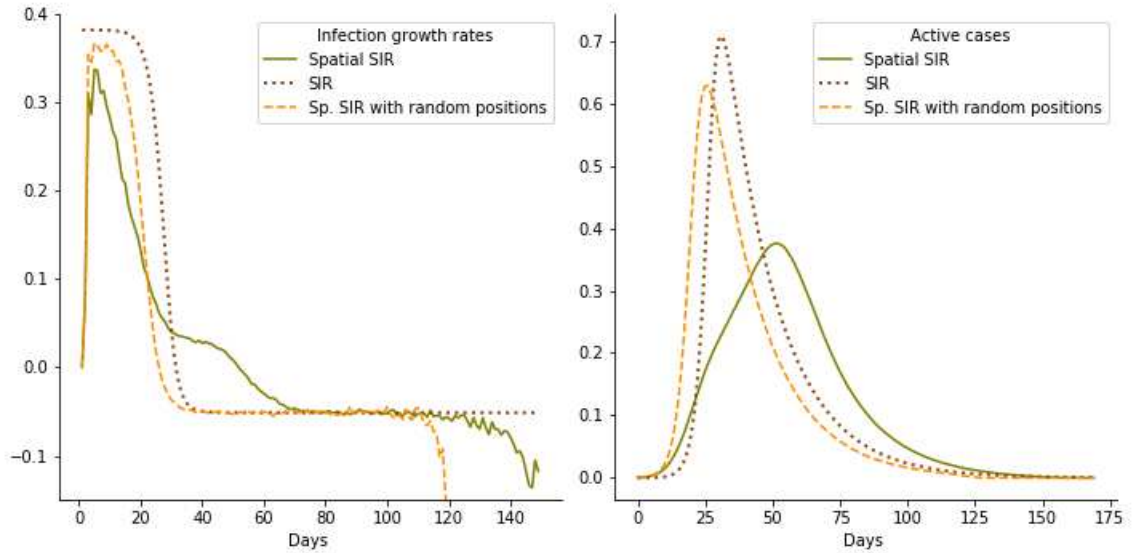 0.4
0.3
0.2
0.1
0.0
−0.1
0 20 40 60 80 100 120 140
Days
Infection growth rates
Spatial SIR
SIR
Sp. SIR with random positions
0.7
0.6
0.5
0.4
0.3
0.2
0.1
0.0
0 25 50 75 100 125 150 175
Days
Active cases
Spatial SIR
SIR
Sp. SIR with random positions